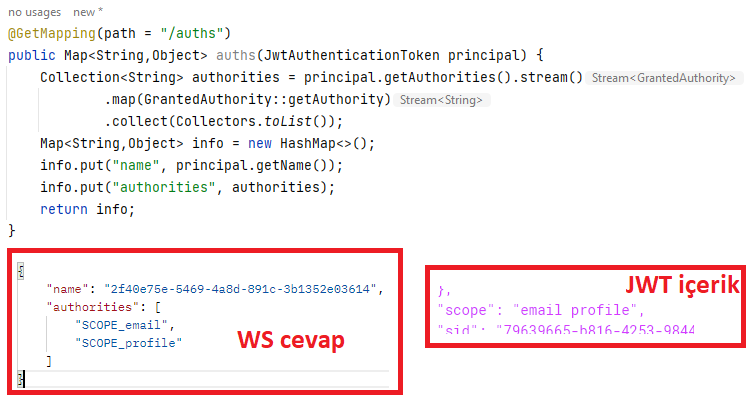 no usages   new *
@GetMapping(path = "/auths")
public Map<String,Object> auths(JwtAuthenticationToken principal) {
    Collection<String> authorities = principal.getAuthorities().stream() Stream<GrantedAuthority>
            .map(GrantedAuthority::getAuthority) Stream<String>
            .collect(Collectors.toList());
    Map<String,Object> info = new HashMap<>();
    info.put("name", principal.getName());
    info.put("authorities", authorities);
    return info;
}
{
    "name": "2f40e75e-5469-4a8d-891c-3b1352e03614",
    "authorities": [
        "SCOPE_email",
        "SCOPE_profile"
    ]
}
WS cevap
JWT içerik
},
"scope": "email profile",
"sid": "79639665-b816-4253-9844